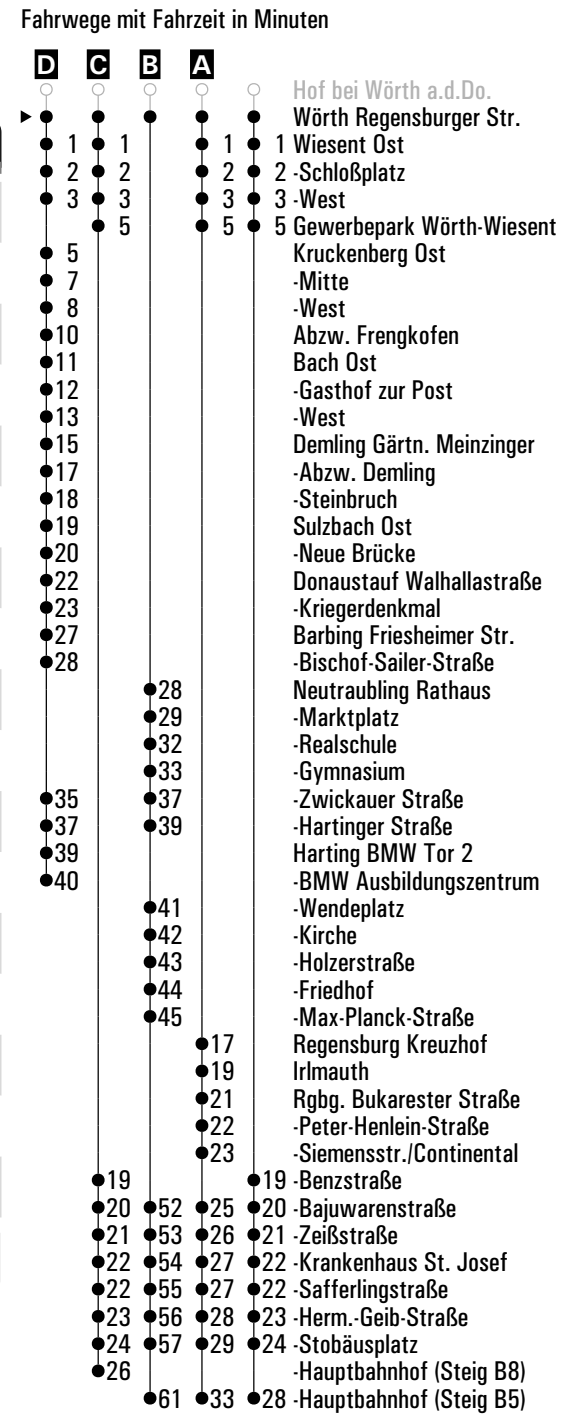 Fahrwege mit Fahrzeit in Minuten
D C B A
Hof bei Wörth a.d.Do.
Wörth Regensburger Str.
1 1 1 1 Wiesent Ost
2 2 2 2 -Schloßplatz
3 3 3 3 -West
5 5 5 Gewerbepark Wörth-Wiesent
5 Kruckenberg Ost
7 -Mitte
8 -West
10 Abzw. Frengkofen
11 Bach Ost
12 -Gasthof zur Post
13 -West
15 Demling Gärtn. Meinzinger
17 -Abzw. Demling
18 -Steinbruch
19 Sulzbach Ost
20 -Neue Brücke
22 Donaustauf Walhallastraße
23 -Kriegerdenkmal
27 Barbing Friesheimer Str.
28 -Bischof-Sailer-Straße
28 Neutraubling Rathaus
29 -Marktplatz
32 -Realschule
33 -Gymnasium
35 37 -Zwickauer Straße
37 39 -Hartinger Straße
39 Harting BMW Tor 2
40 -BMW Ausbildungszentrum
41 -Wendeplatz
42 -Kirche
43 -Holzerstraße
44 -Friedhof
45 -Max-Planck-Straße
17 Regensburg Kreuzhof
19 Irlmauth
21 Rgbg. Bukarester Straße
22 -Peter-Henlein-Straße
23 -Siemensstr./Continental
19 19 -Benzstraße
20 52 25 20 -Bajuwarenstraße
21 53 26 21 -Zeißstraße
22 54 27 22 -Krankenhaus St. Josef
22 55 27 22 -Safferlingstraße
23 56 28 23 -Herm.-Geib-Straße
24 57 29 24 -Stobäusplatz
26 -Hauptbahnhof (Steig B8)
61 33 28 -Hauptbahnhof (Steig B5)